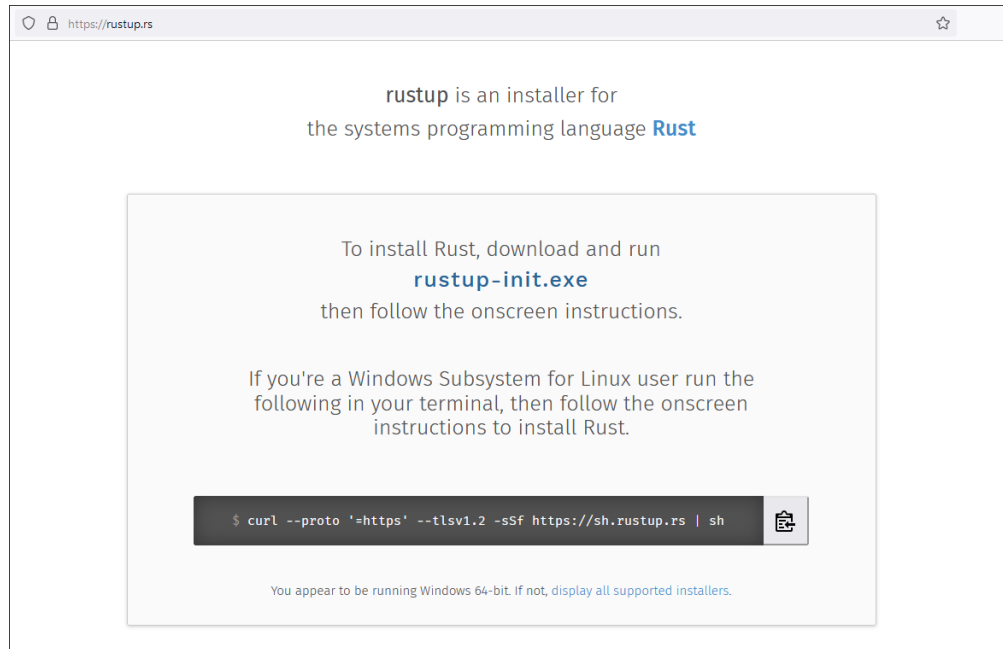 https://rustup.rs
rustup is an installer for
the systems programming language Rust
To install Rust, download and run
rustup-init.exe
then follow the onscreen instructions.
If you're a Windows Subsystem for Linux user run the
following in your terminal, then follow the onscreen
instructions to install Rust.
$ curl --proto '=https' --tlsv1.2 -sSf https://sh.rustup.rs | sh
You appear to be running Windows 64-bit. If not, display all supported installers.